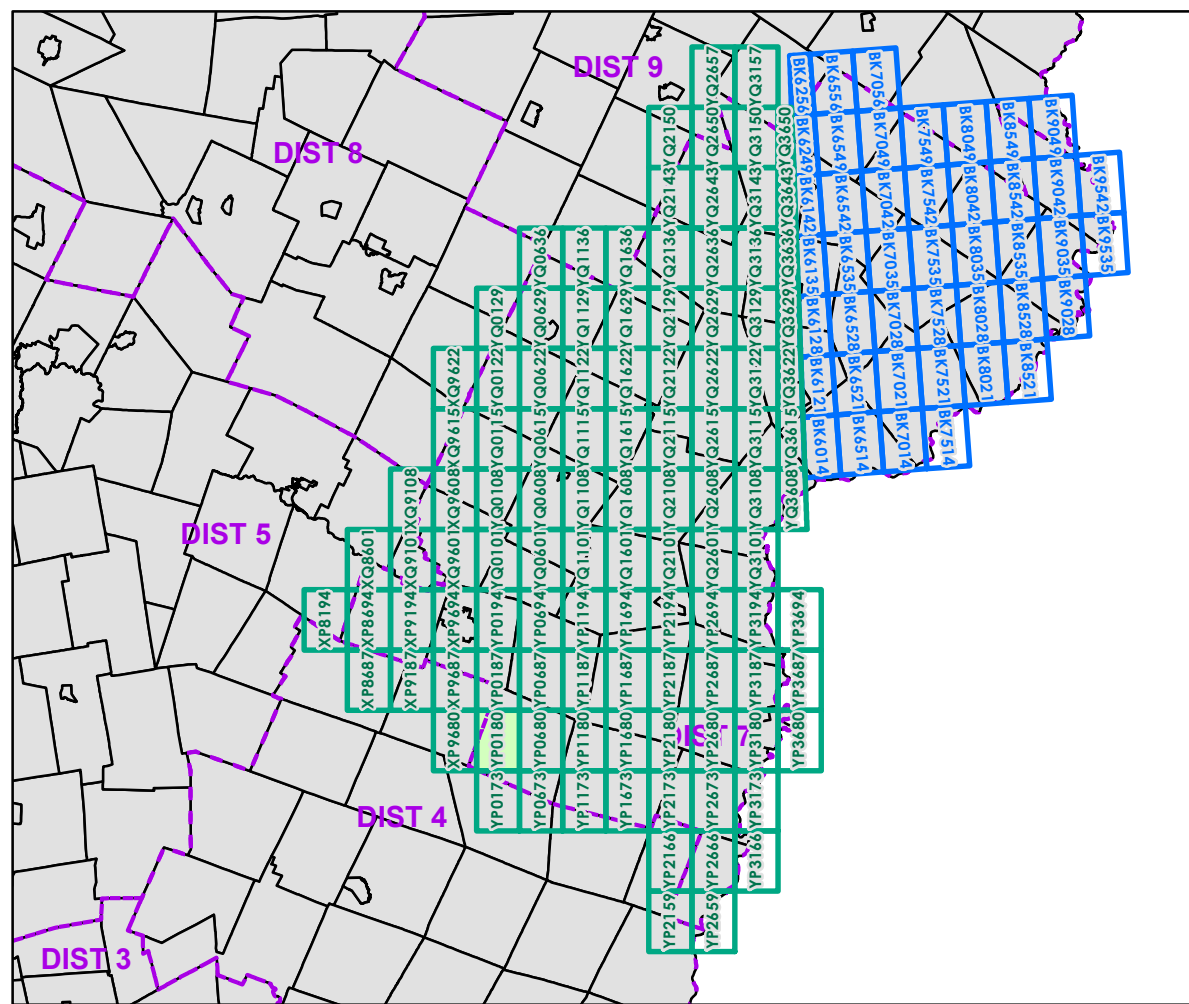 DIST 9
DIST 8
DIST 5
DIST 7
DIST 4
DIST 3
YQ2657 YQ3157
YQ2150 YQ2650 YQ3150 YQ3650
YQ2143 YQ2643 YQ3143 YQ3643
YQ0636 YQ1136 YQ1636 YQ2136 YQ2636 YQ3136 YQ3636
YQ0129 YQ0629 YQ1129 YQ1629 YQ2129 YQ2629 YQ3129 YQ3629
XQ9622 YQ0122 YQ0622 YQ1122 YQ1622 YQ2122 YQ2622 YQ3122 YQ3622
XQ9615 YQ0115 YQ0615 YQ1115 YQ1615 YQ2115 YQ2615 YQ3115 YQ3615
XQ9108 XQ9608 YQ0108 YQ0608 YQ1108 YQ1608 YQ2108 YQ2608 YQ3108 YQ3608
XQ8601 XQ9101 XQ9601 YQ0101 YQ0601 YQ1101 YQ1601 YQ2101 YQ2601 YQ3101
XP8194 XP8694 XP9194 XP9694 YP0194 YP0694 YP1194 YP1694 YP2194 YP2694 YP3194 YP3694
XP8687 XP9187 XP9687 YP0187 YP0687 YP1187 YP1687 YP2187 YP2687 YP3187 YP3687
XP9680 YP0180 YP0680 YP1180 YP1680 YP2180 YP2680 YP3180 YP3680
YP0173 YP0673 YP1173 YP1673 YP2173 YP2673 YP3173
YP2166 YP2666 YP3166
YP2159 YP2659
BK6256 BK6556 BK7056
BK6249 BK6549 BK7049 BK7549 BK8049 BK8549 BK9049
BK6142 BK6542 BK7042 BK7542 BK8042 BK8542 BK9042 BK9542
BK6135 BK6535 BK7035 BK7535 BK8035 BK8535 BK9035 BK9535
BK6128 BK6528 BK7028 BK7528 BK8028 BK8528 BK9028
BK6121 BK6521 BK7021 BK7521 BK8021 BK8521
BK6014 BK6514 BK7014 BK7514